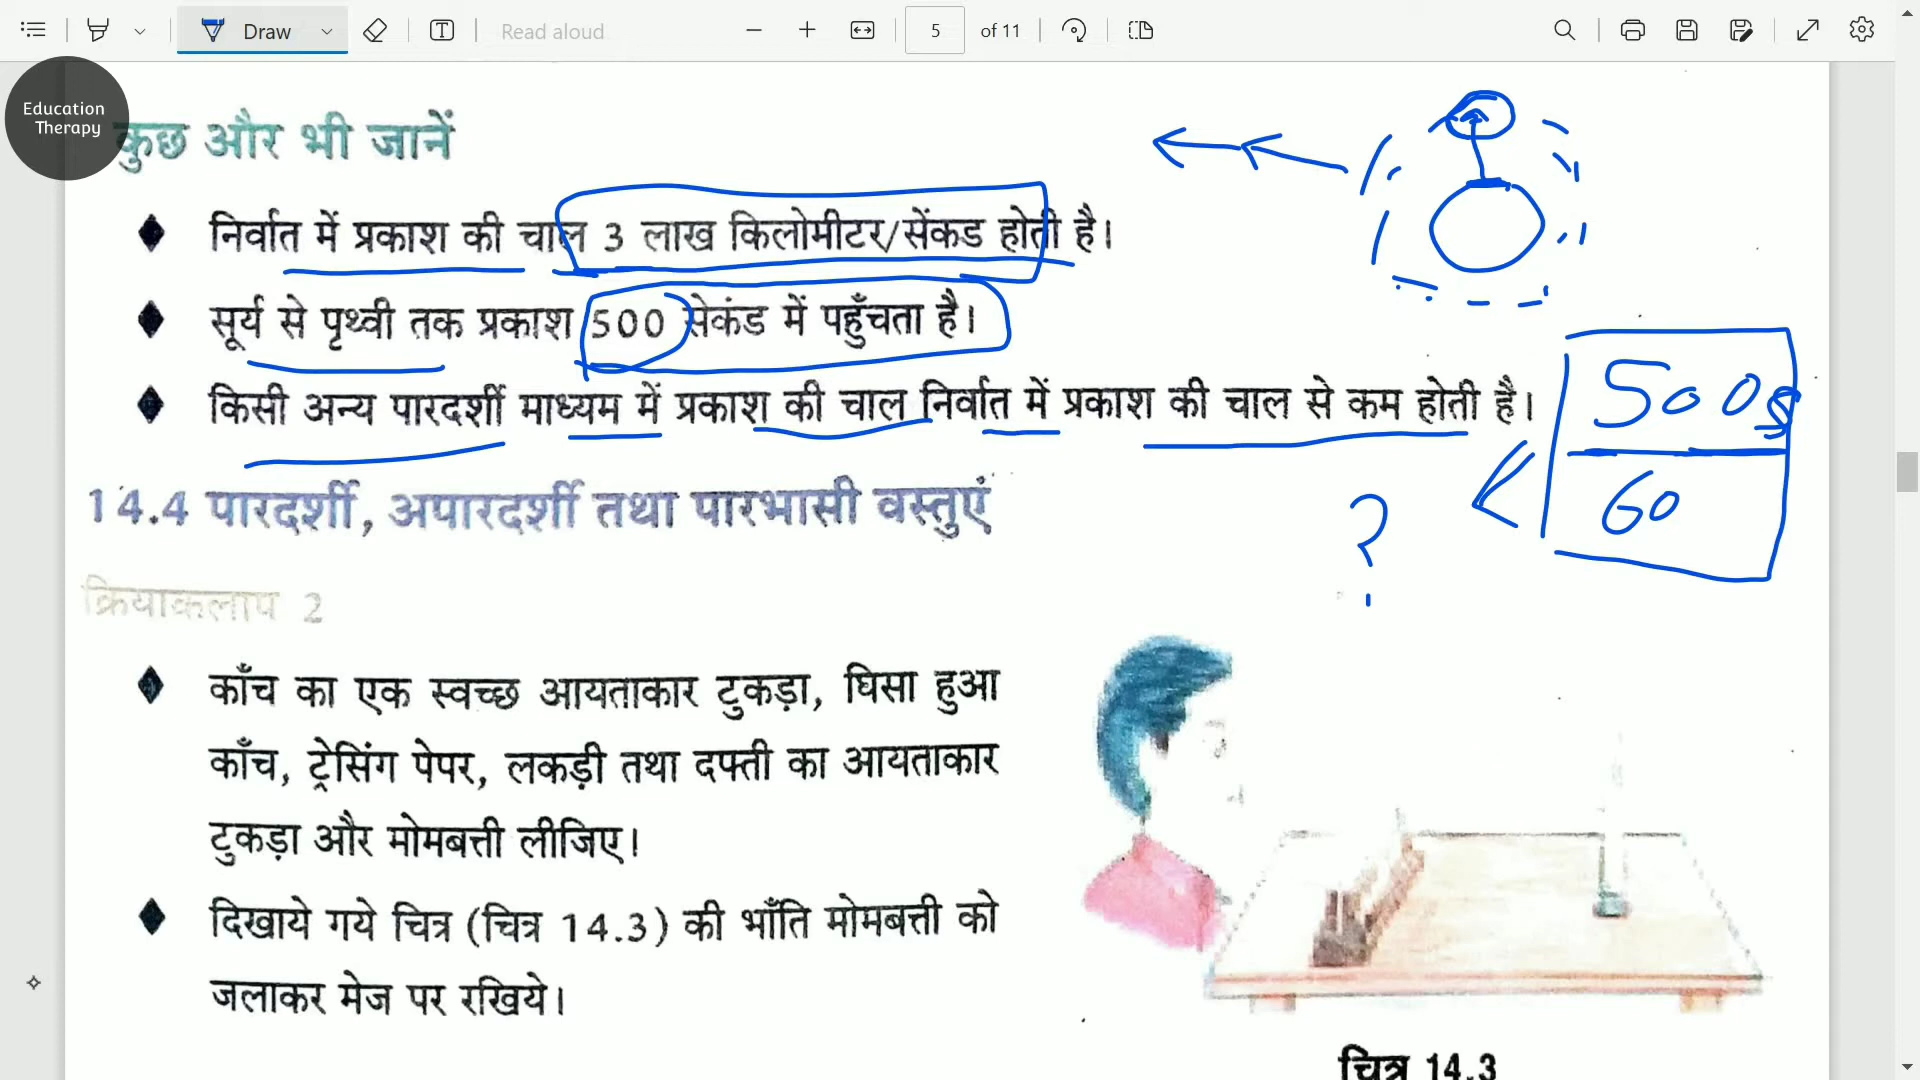 Draw
Read aloud
5 of 11
Education
Therapy
कुछ और भी जानें
निर्वात में प्रकाश की चाल 3 लाख किलोमीटर/सेंकड होती है।
सूर्य से पृथ्वी तक प्रकाश 500 सेकंड में पहुँचता है।
किसी अन्य पारदर्शी माध्यम में प्रकाश की चाल निर्वात में प्रकाश की चाल से कम होती है।
500s
60
?
14.4 पारदर्शी, अपारदर्शी तथा पारभासी वस्तुएं
क्रियाकलाप 2
काँच का एक स्वच्छ आयताकार टुकड़ा, घिसा हुआ
काँच, ट्रेसिंग पेपर, लकड़ी तथा दफ्ती का आयताकार
टुकड़ा और मोमबत्ती लीजिए।
दिखाये गये चित्र (चित्र 14.3) की भाँति मोमबत्ती को
जलाकर मेज पर रखिये।
चित्र 14.3